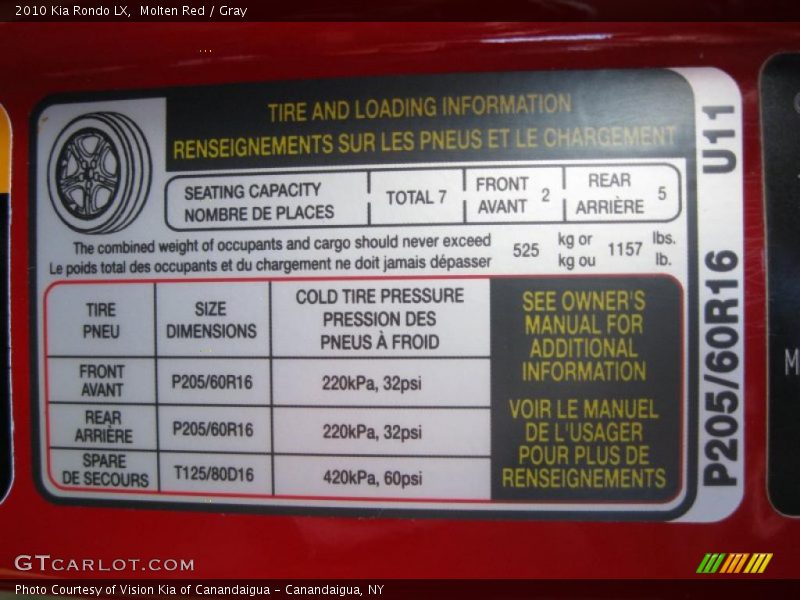 2010 Kia Rondo LX, Molten Red / Gray
TIRE AND LOADING INFORMATION
RENSEIGNEMENTS SUR LES PNEUS ET LE CHARGEMENT
SEATING CAPACITY
NOMBRE DE PLACES
TOTAL 7
FRONT
AVANT
2
REAR
ARRIÈRE
5
The combined weight of occupants and cargo should never exceed
Le poids total des occupants et du chargement ne doit jamais dépasser
525
kg or
kg ou
1157
lbs.
lb.
TIRE
PNEU
SIZE
DIMENSIONS
COLD TIRE PRESSURE
PRESSION DES
PNEUS À FROID
FRONT
AVANT
P205/60R16
220kPa, 32psi
REAR
ARRIÈRE
P205/60R16
220kPa, 32psi
SPARE
DE SECOURS
T125/80D16
420kPa, 60psi
SEE OWNER'S
MANUAL FOR
ADDITIONAL
INFORMATION
VOIR LE MANUEL
DE L'USAGER
POUR PLUS DE
RENSEIGNEMENTS
P205/60R16 U11
M
GTCARLOT.COM
Photo Courtesy of Vision Kia of Canandaigua - Canandaigua, NY